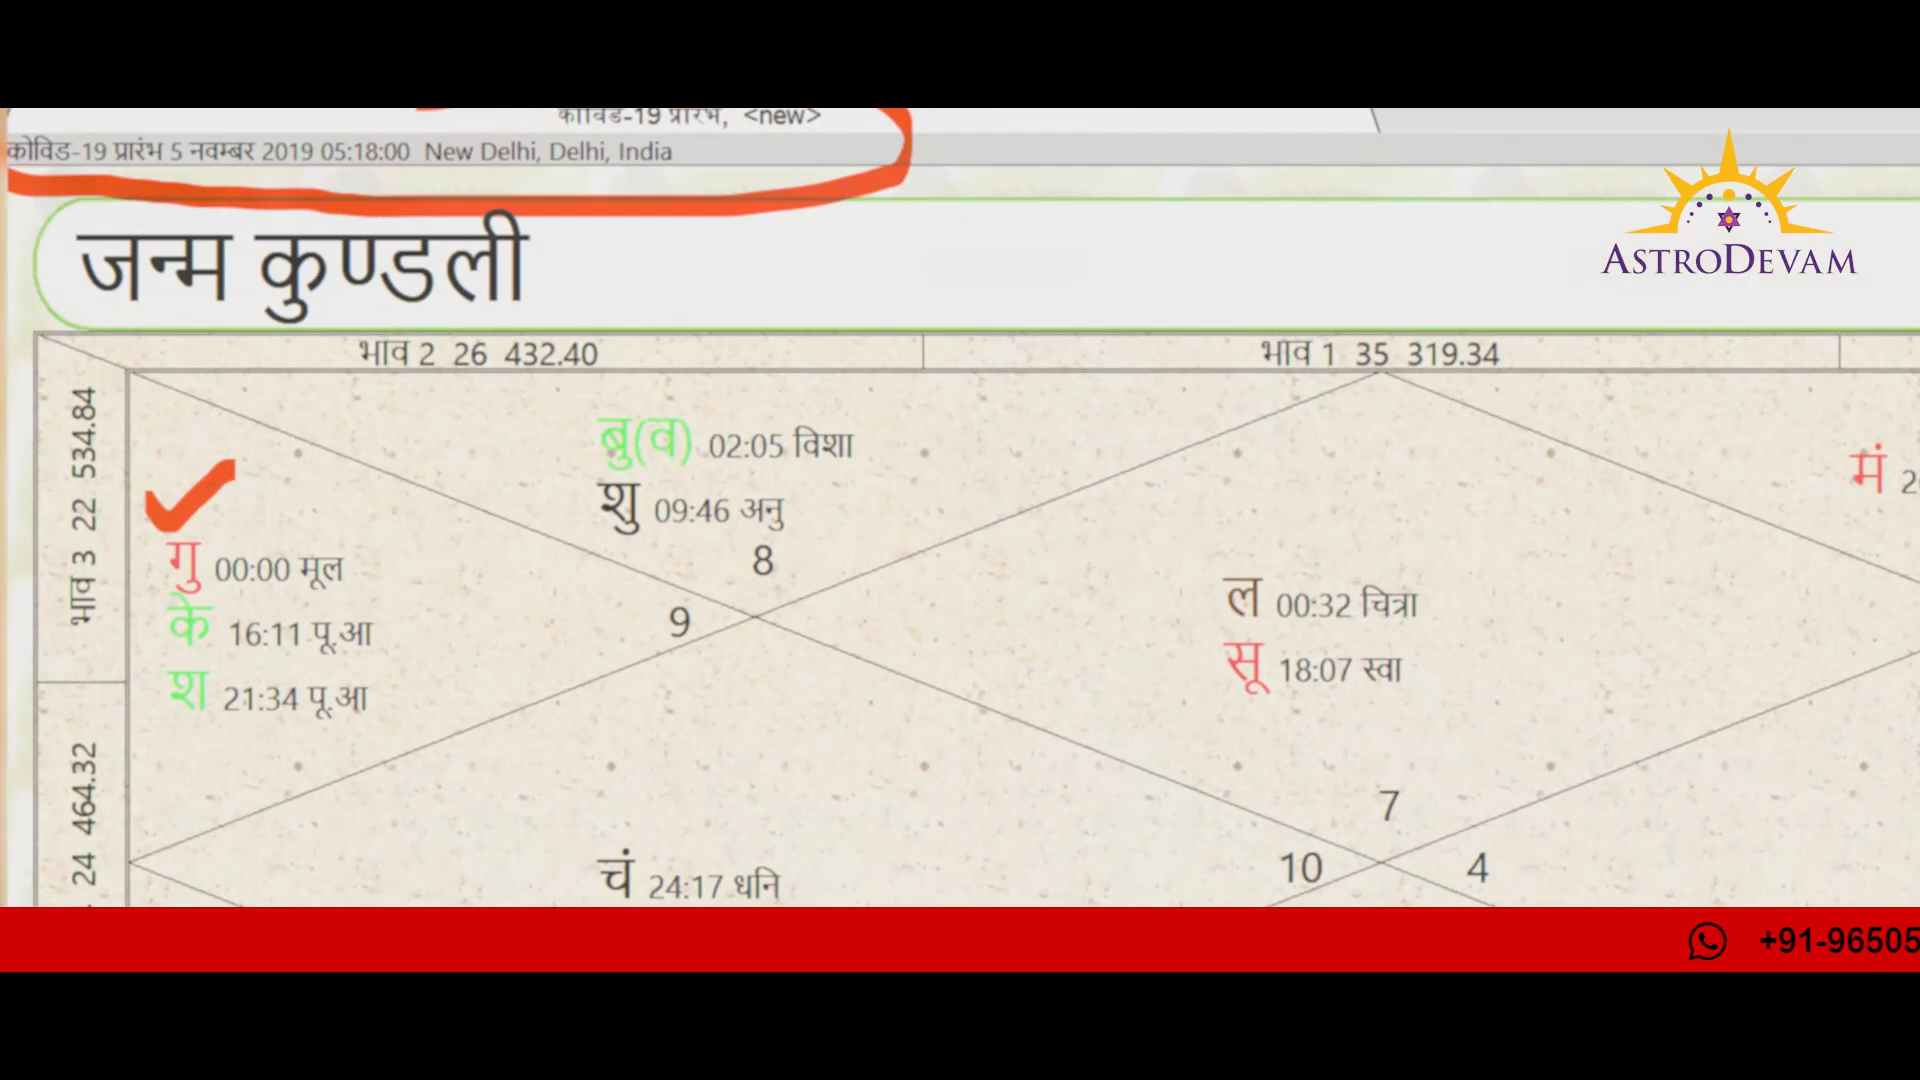 कोविड-19 प्रारंभ, <new>
कोविड-19 प्रारंभ 5 नवम्बर 2019 05:18:00 New Delhi, Delhi, India
ASTRODEVAM
जन्म कुण्डली
भाव 2 26 432.40
भाव 1 35 319.34
भाव 3 22 534.84
बु(व) 02:05 विशा
शु 09:46 अनु
8
मं 2
गु 00:00 मूल
के 16:11 पू.आ
श 21:34 पू.आ
9
ल 00:32 चित्रा
सू 18:07 स्वा
7
24 464.32
चं 24:17 धनि
10
4
+91-96505